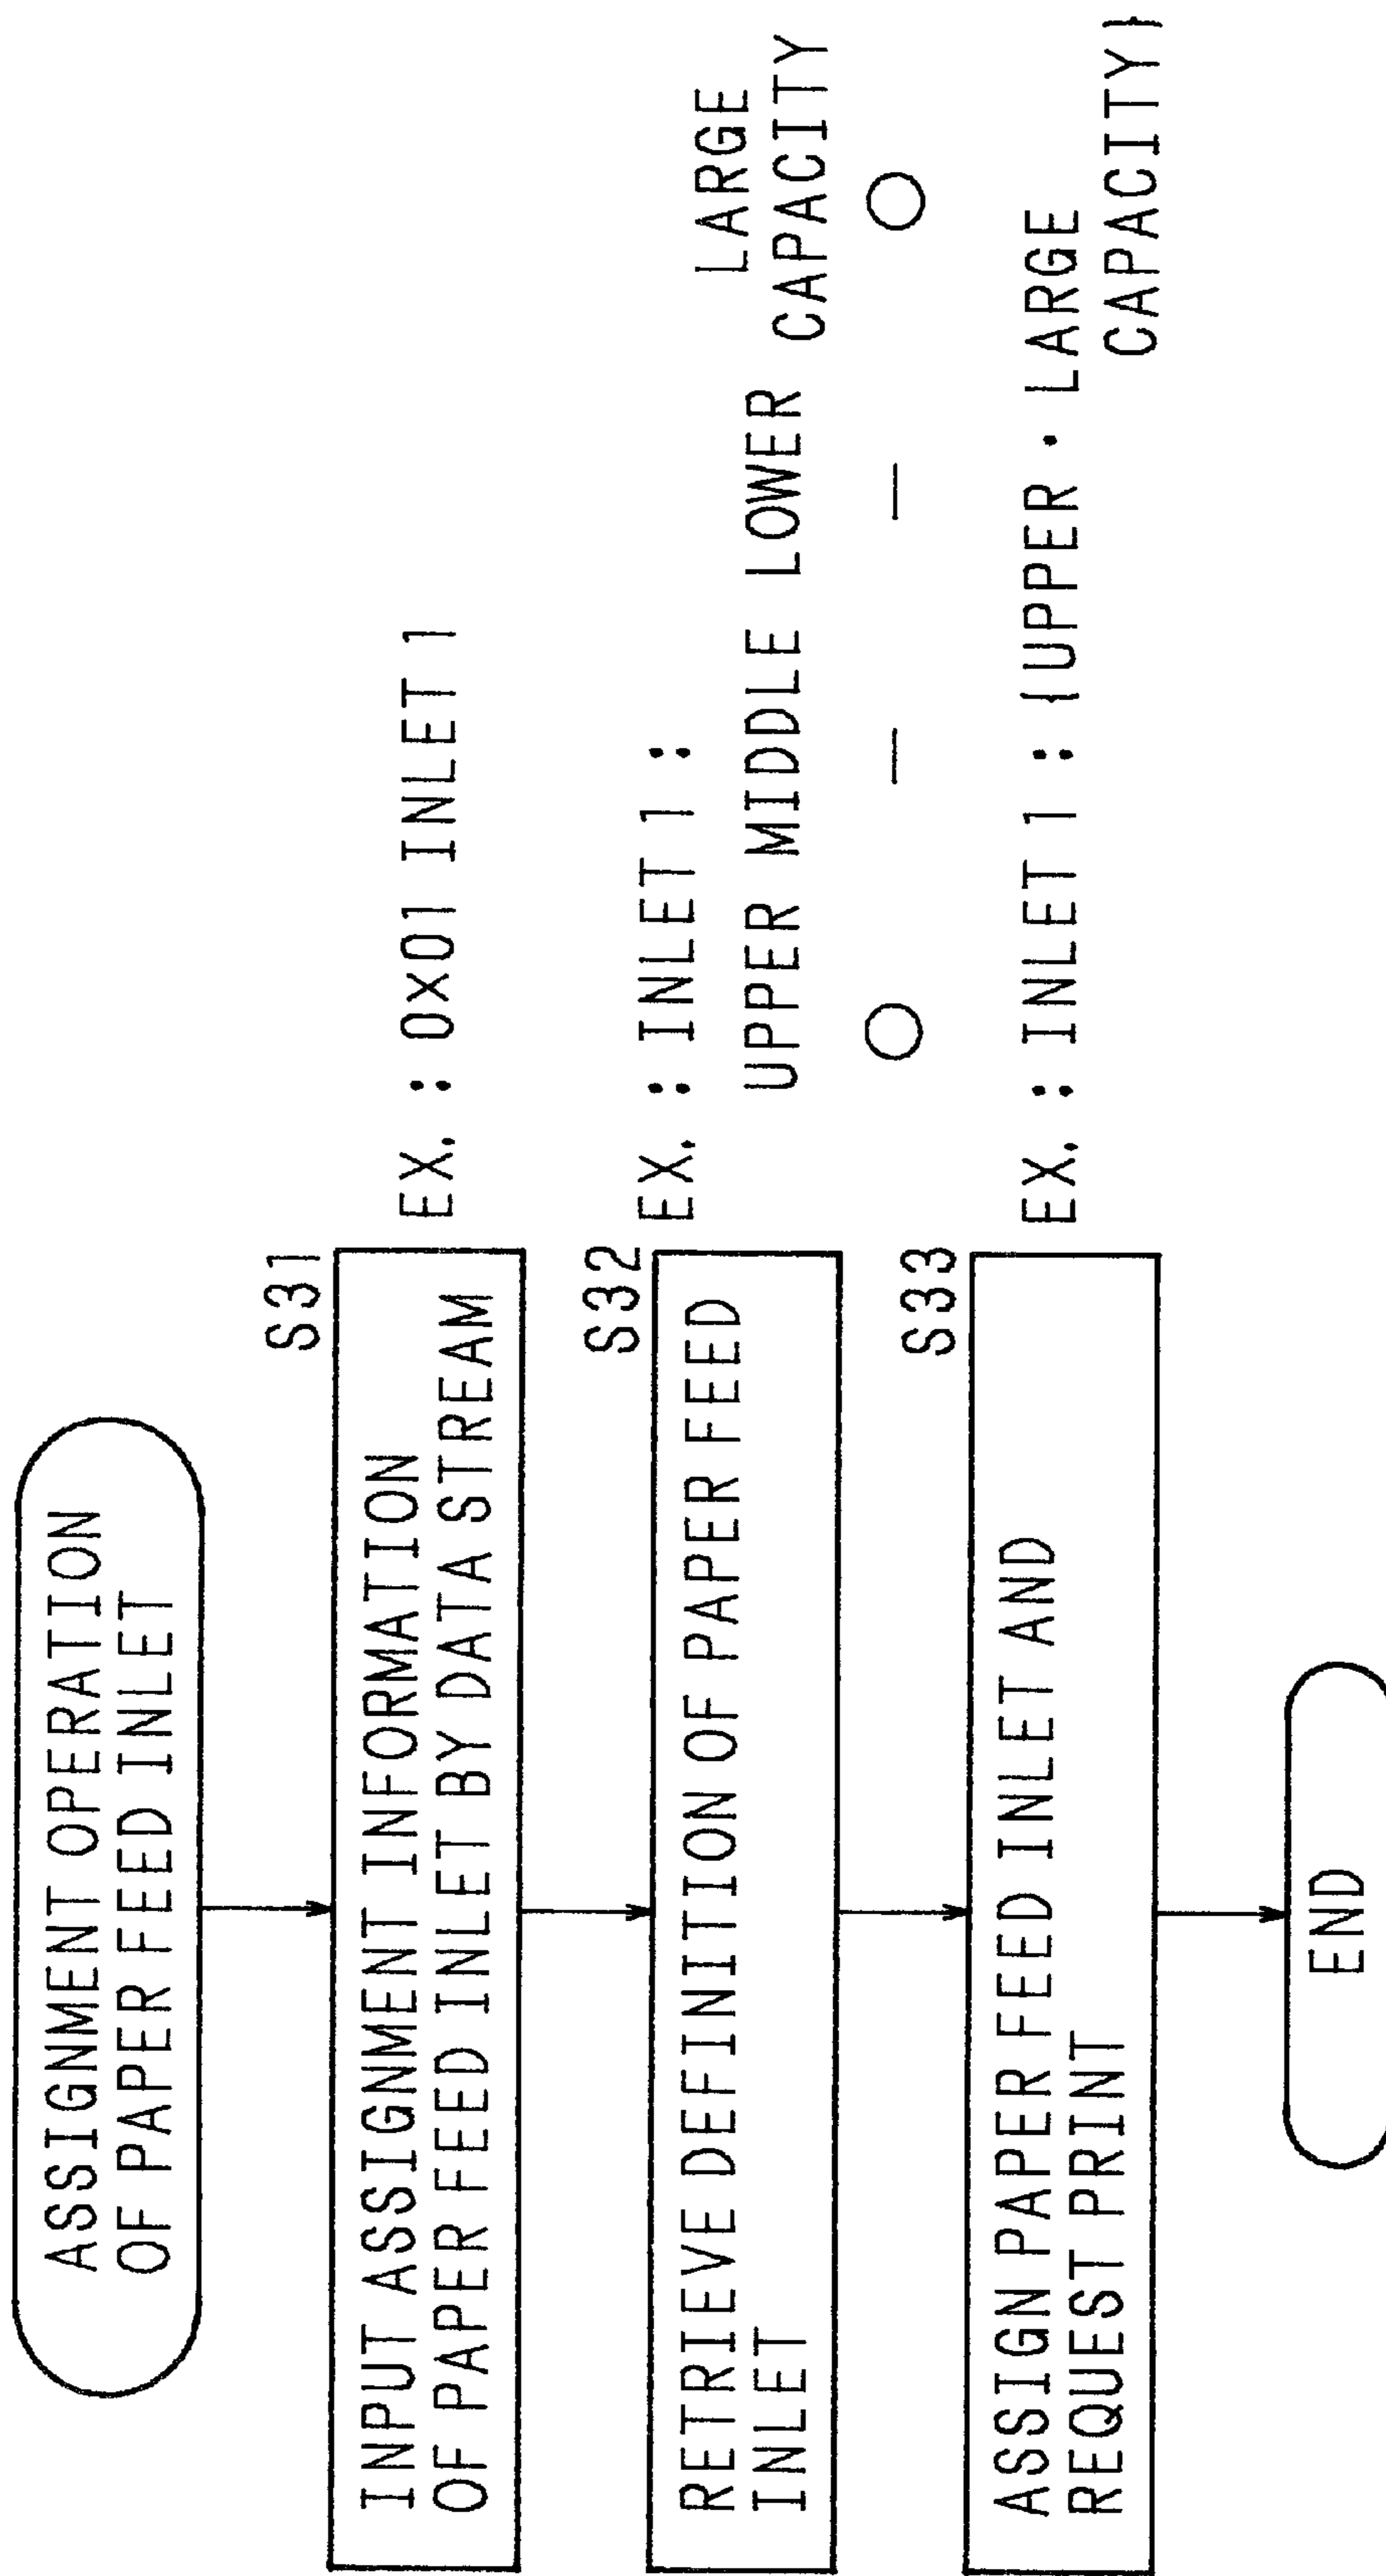 ASSIGNMENT OPERATION
OF PAPER FEED INLET
S31
INPUT ASSIGNMENT INFORMATION
OF PAPER FEED INLET BY DATA STREAM
EX. : 0x01 INLET 1
S32
RETRIEVE DEFINITION OF PAPER FEED
INLET
EX. : INLET 1 :
LARGE
UPPER MIDDLE LOWER CAPACITY
○ — — ○
S33
ASSIGN PAPER FEED INLET AND
REQUEST PRINT
EX. : INLET 1 : {UPPER · LARGE
CAPACITY}
END